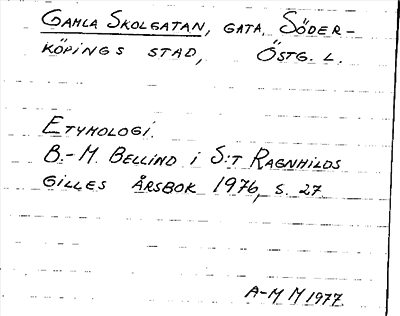 GAMLA SKOLGATAN, GATA, SÖDER-
KÖPINGS STAD, ÖSTG. L.
ETYMOLOGI.
B.-M. BELLIND i S:T RAGNHILDS
GILLES ÅRSBOK 1976, S. 27
A-M M 1977.